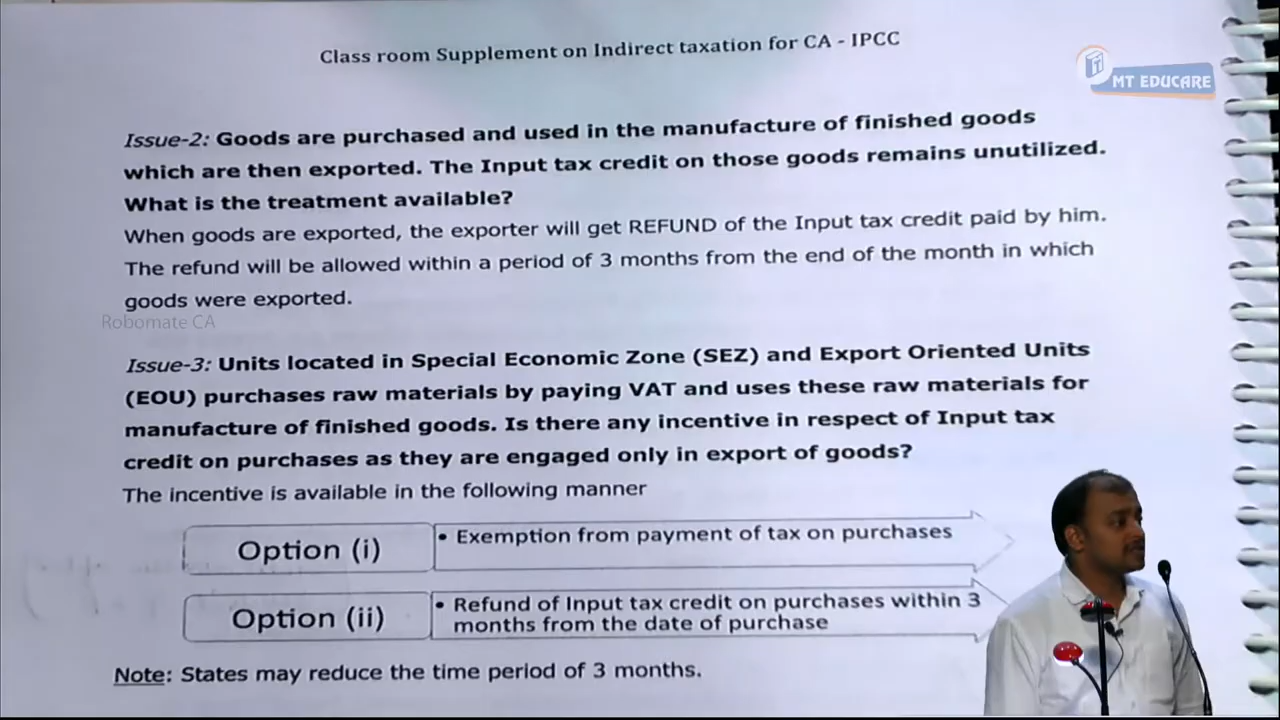 Class room Supplement on Indirect taxation for CA - IPCC
MT EDUCARE
Issue-2: Goods are purchased and used in the manufacture of finished goods
which are then exported. The Input tax credit on those goods remains unutilized.
What is the treatment available?
When goods are exported, the exporter will get REFUND of the Input tax credit paid by him.
The refund will be allowed within a period of 3 months from the end of the month in which
goods were exported.
Robomate CA
Issue-3: Units located in Special Economic Zone (SEZ) and Export Oriented Units
(EOU) purchases raw materials by paying VAT and uses these raw materials for
manufacture of finished goods. Is there any incentive in respect of Input tax
credit on purchases as they are engaged only in export of goods?
The incentive is available in the following manner
Option (i)
• Exemption from payment of tax on purchases
Option (ii)
• Refund of Input tax credit on purchases within 3
months from the date of purchase
Note: States may reduce the time period of 3 months.